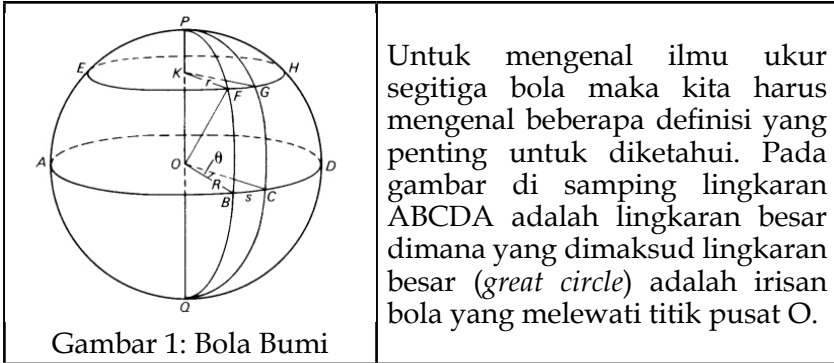 P
E
H
K
r
F
G
A
O
θ
D
R
B
s
C
Q
Gambar 1: Bola Bumi
Untuk mengenal ilmu ukur
segitiga bola maka kita harus
mengenal beberapa definisi yang
penting untuk diketahui. Pada
gambar di samping lingkaran
ABCDA adalah lingkaran besar
dimana yang dimaksud lingkaran
besar (great circle) adalah irisan
bola yang melewati titik pusat O.